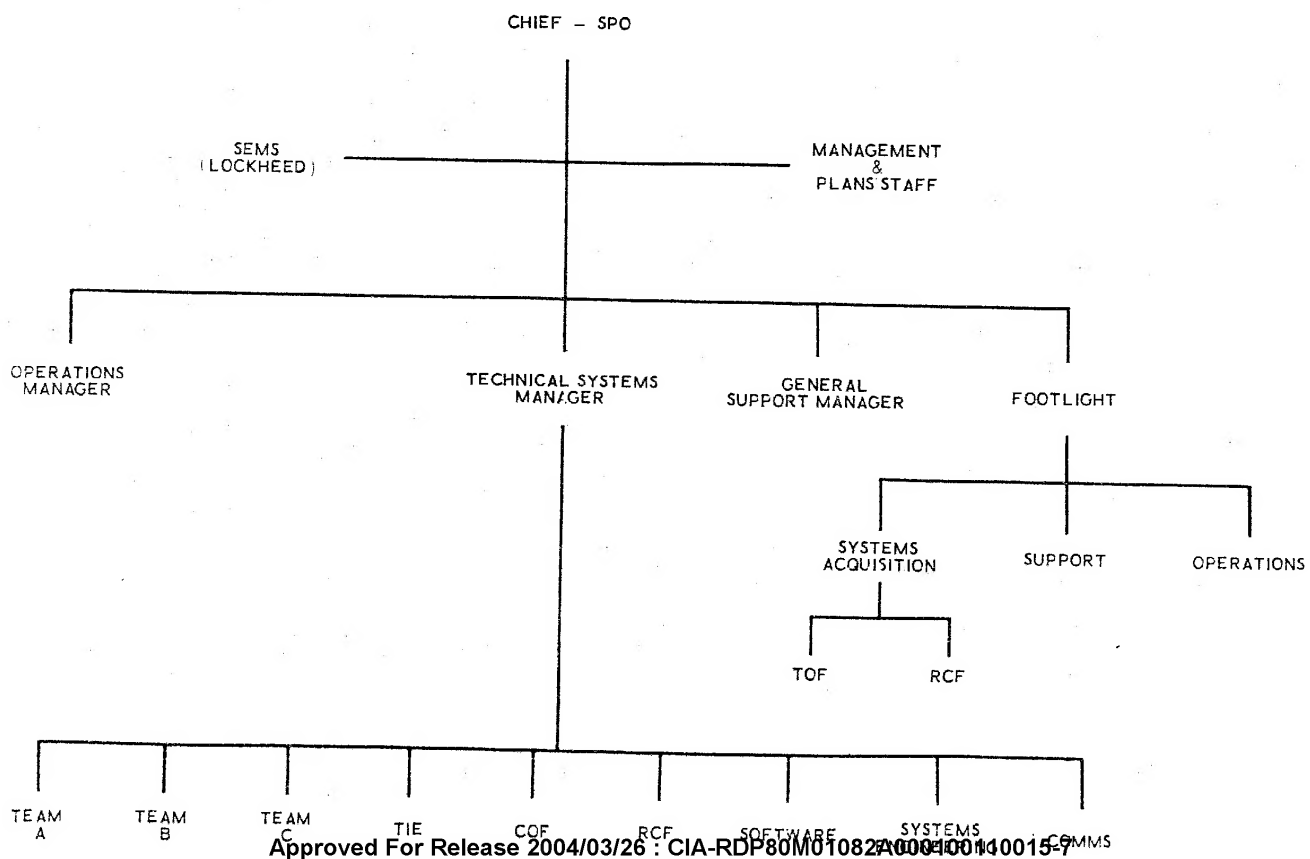 CHIEF – SPO
SEMS
(LOCKHEED)
MANAGEMENT
&
PLANS STAFF
OPERATIONS
MANAGER
TECHNICAL SYSTEMS
MANAGER
GENERAL
SUPPORT MANAGER
FOOTLIGHT
SYSTEMS
ACQUISITION
SUPPORT
OPERATIONS
TOF
RCF
TEAM
A
TEAM
B
TEAM
C
TIE
COF
RCF
SOFTWARE
SYSTEMS
COMMS
Approved For Release 2004/03/26 : CIA-RDP80M01082A000100110015-7